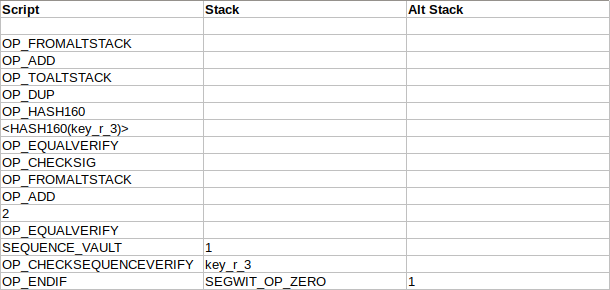 Script Stack Alt Stack
OP_FROMALTSTACK
OP_ADD
OP_TOALTSTACK
OP_DUP
OP_HASH160
<HASH160(key_r_3)>
OP_EQUALVERIFY
OP_CHECKSIG
OP_FROMALTSTACK
OP_ADD
2
OP_EQUALVERIFY
SEQUENCE_VAULT 1
OP_CHECKSEQUENCEVERIFY key_r_3
OP_ENDIF SEGWIT_OP_ZERO 1